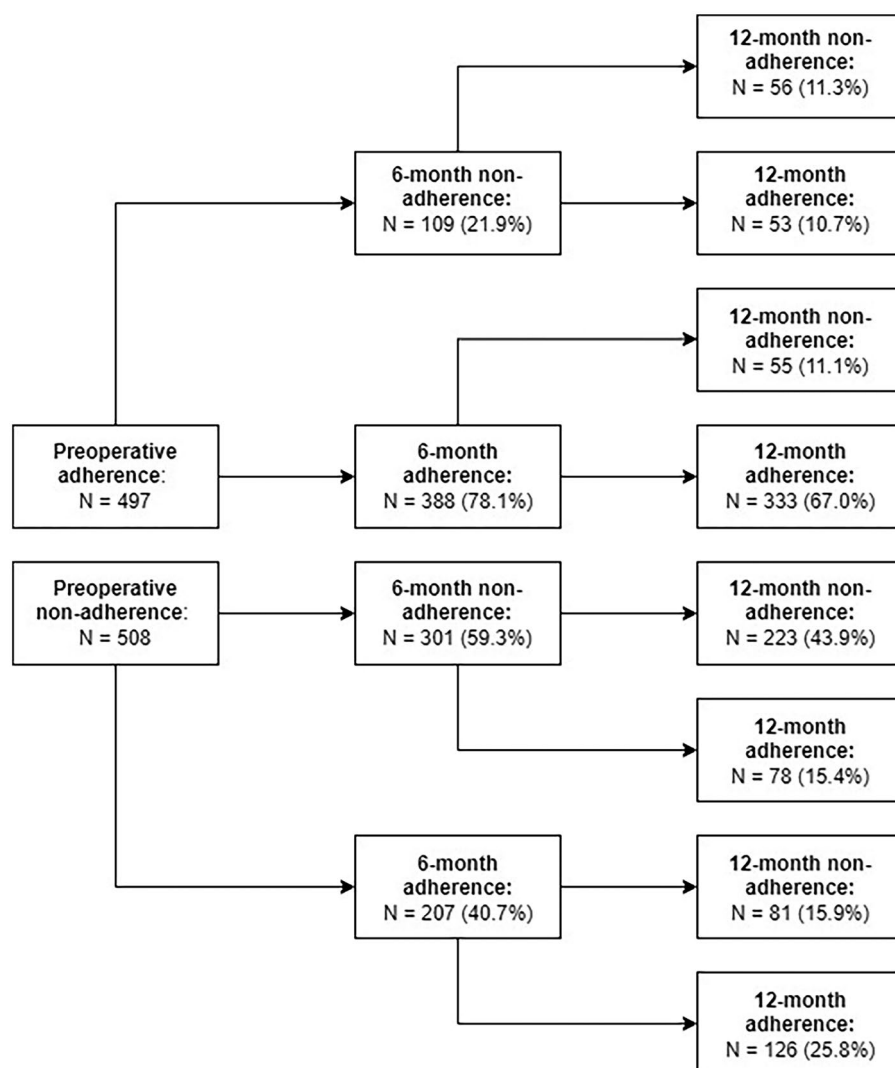 12-month non-
adherence:
N = 56 (11.3%)
6-month non-
adherence:
N = 109 (21.9%)
12-month
adherence:
N = 53 (10.7%)
12-month non-
adherence:
N = 55 (11.1%)
Preoperative
adherence:
N = 497
6-month
adherence:
N = 388 (78.1%)
12-month
adherence:
N = 333 (67.0%)
Preoperative
non-adherence:
N = 508
6-month non-
adherence:
N = 301 (59.3%)
12-month non-
adherence:
N = 223 (43.9%)
12-month
adherence:
N = 78 (15.4%)
6-month
adherence:
N = 207 (40.7%)
12-month non-
adherence:
N = 81 (15.9%)
12-month
adherence:
N = 126 (25.8%)